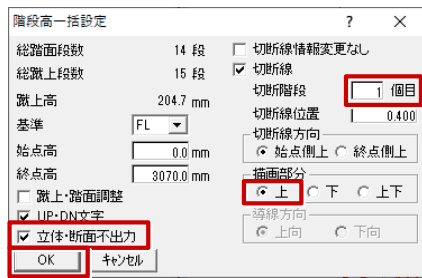 階段高一括設定 ? ×
総踏面段数 14 段
総蹴上段数 15 段
蹴上高 204.7 mm
基準 FL
始点高 0.0 mm
終点高 3070.0 mm
蹴上・踏面調整
UP・DN文字
立体・断面不出力
OK キャンセル
切断線情報変更なし
切断線
切断階段 1 個目
切断線位置 0.400
切断線方向
始点側上 終点側上
描画部分
上 下 上下
導線方向
上向 下向